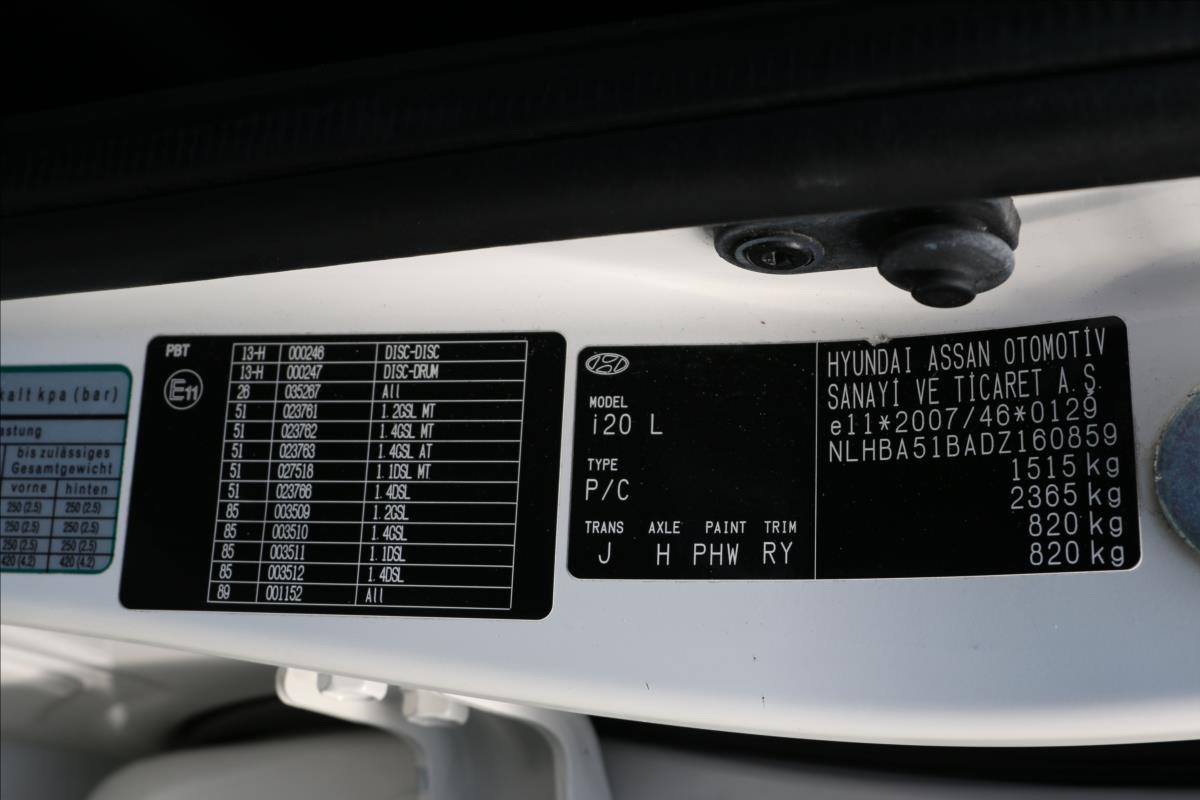 kalt kpa (bar)
astung
bis zulässiges
Gesamtgewicht
vorne hinten
250 (2.5) 250 (2.5)
250 (2.5) 250 (2.5)
250 (2.5) 250 (2.5)
420 (4.2) 420 (4.2)
PBT
E11
13-H 000246 DISC-DISC
13-H 000247 DISC-DRUM
26 035267 All
51 023761 1.2GSL MT
51 023762 1.4GSL MT
51 023763 1.4GSL AT
51 027518 1.1DSL MT
51 023766 1.4DSL
85 003509 1.2GSL
85 003510 1.4GSL
85 003511 1.1DSL
85 003512 1.4DSL
89 001152 All
MODEL
i20 L
TYPE
P/C
TRANS AXLE PAINT TRIM
J H PHW RY
HYUNDAI ASSAN OTOMOTİV
SANAYİ VE TİCARET A.Ş.
e11*2007/46*0129
NLHBA51BADZ160859
1515 kg
2365 kg
820 kg
820 kg